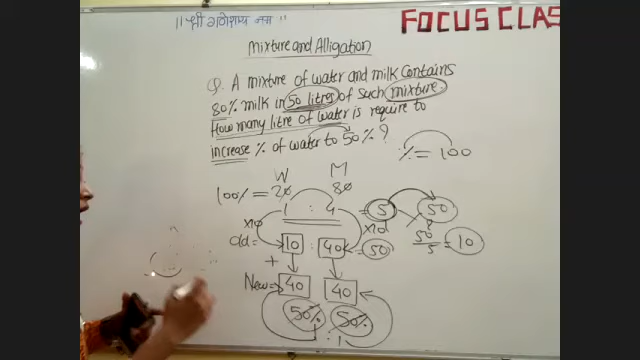 ।। श्री गणेशाय नमः ।।
FOCUS CLAS
Mixture and Alligation
Q. A mixture of water and milk contains
80% milk in 50 litres of such mixture.
How many litre of water is require to
increase % of water to 50%?
% = 100
W M
100% = 20 80
1 : 4 = 5 50
x10 x10 50/5 = 10
old = 10 : 40 = 50
+
New = 40 40
50% 50%
: 1